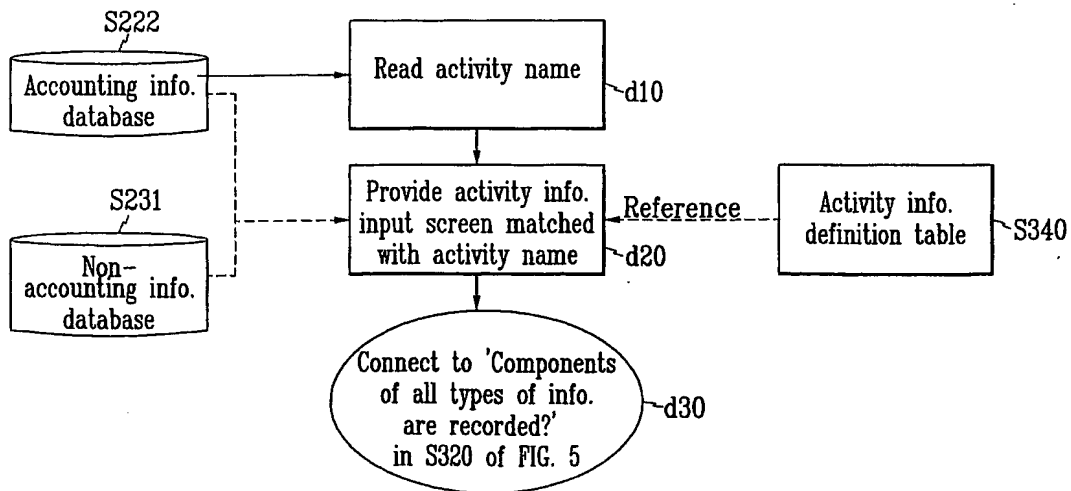 S222
Accounting info.
database
Read activity name
d10
S231
Non-
accounting info.
database
Provide activity info.
input screen matched
with activity name
d20
Reference
Activity info.
definition table
S340
Connect to 'Components
of all types of info.
are recorded?'
in S320 of FIG. 5
d30